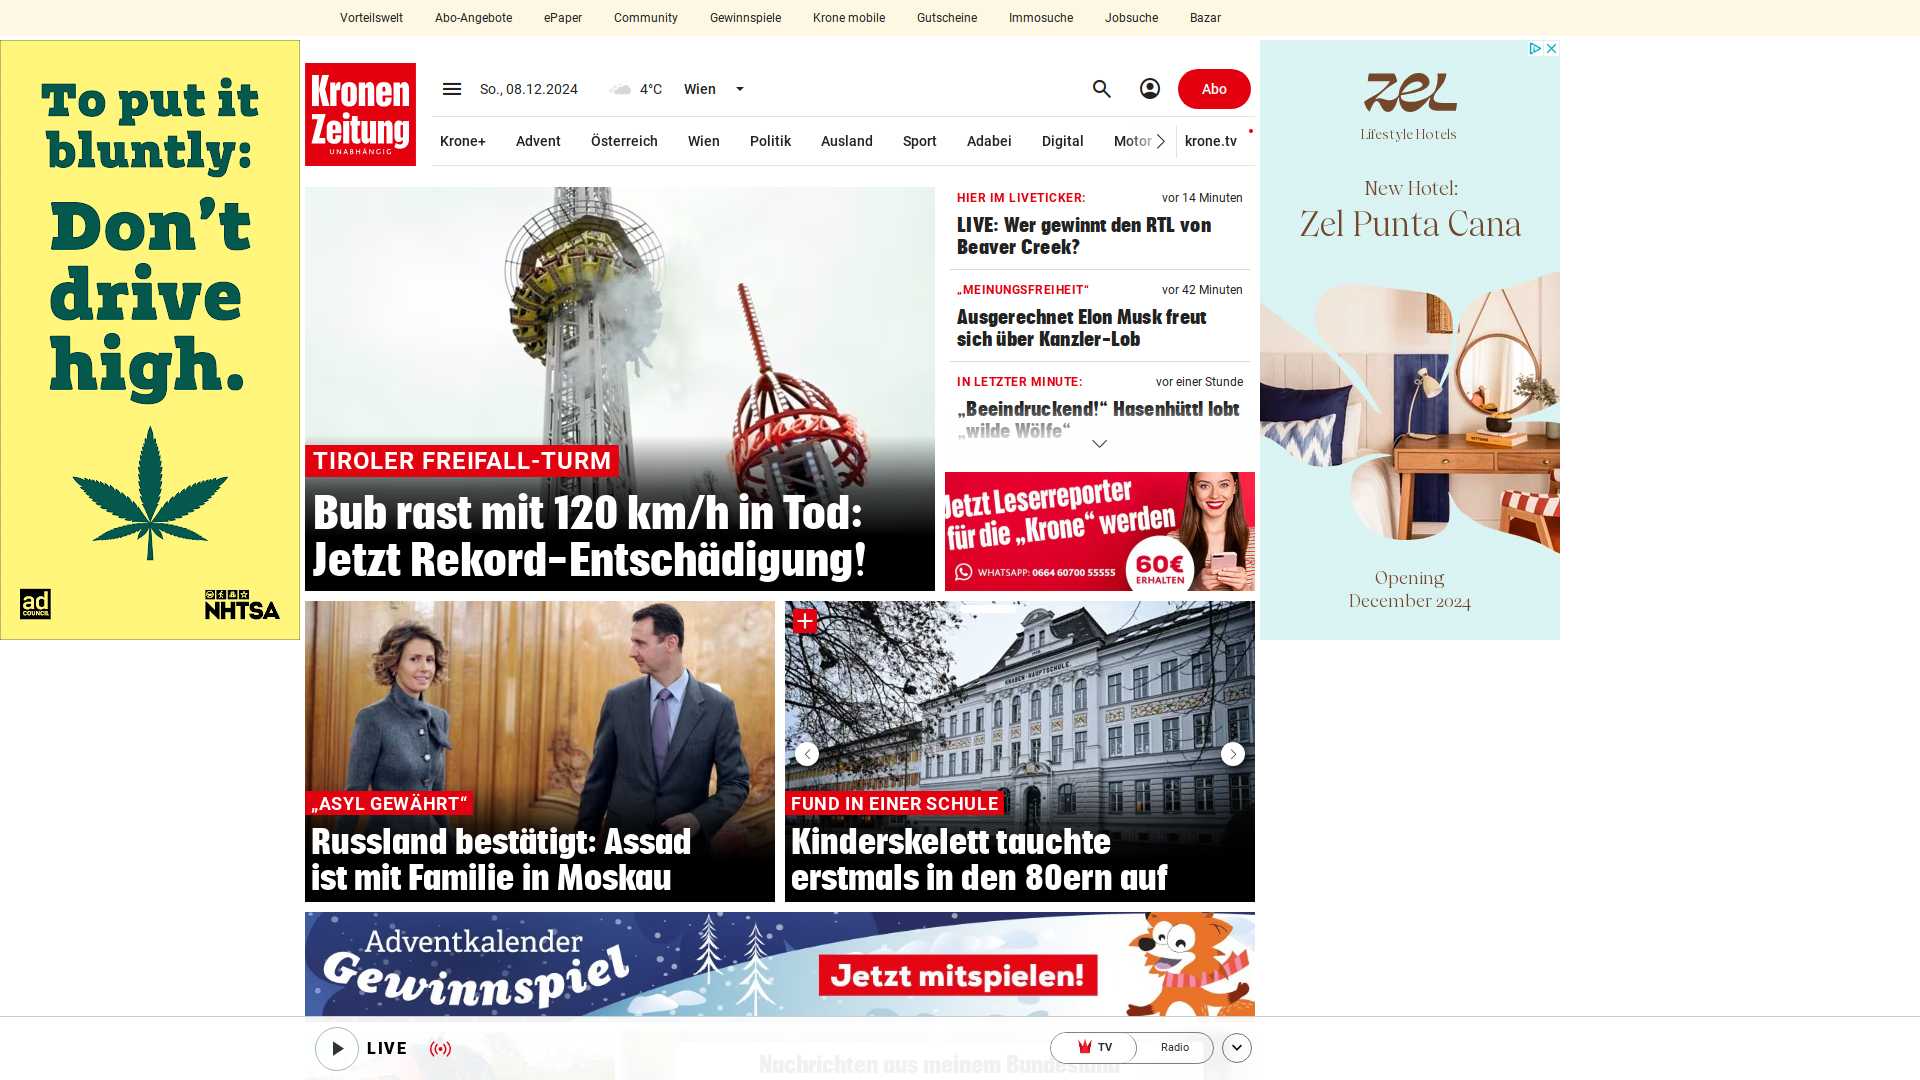 Vorteilswelt Abo-Angebote ePaper Community Gewinnspiele Krone mobile Gutscheine Immosuche Jobsuche Bazar
To put it
bluntly:
Don't
drive
high.
ad
COUNCIL
NHTSA
Kronen
Zeitung
UNABHÄNGIG
So., 08.12.2024 4°C Wien
Abo
Krone+ Advent Österreich Wien Politik Ausland Sport Adabei Digital Motor krone.tv
TIROLER FREIFALL-TURM
Bub rast mit 120 km/h in Tod:
Jetzt Rekord-Entschädigung!
HIER IM LIVETICKER: vor 14 Minuten
LIVE: Wer gewinnt den RTL von
Beaver Creek?
„MEINUNGSFREIHEIT“ vor 42 Minuten
Ausgerechnet Elon Musk freut
sich über Kanzler-Lob
IN LETZTER MINUTE: vor einer Stunde
„Beeindruckend!“ Hasenhüttl lobt
„wilde Wölfe“
Jetzt Leserreporter
für die „Krone“ werden
WHATSAPP: 0664 60700 55555
60€
ERHALTEN
„ASYL GEWÄHRT“
Russland bestätigt: Assad
ist mit Familie in Moskau
KNABEN-HAUPTSCHULE
FUND IN EINER SCHULE
Kinderskelett tauchte
erstmals in den 80ern auf
Adventkalender
Gewinnspiel
Jetzt mitspielen!
Nachrichten aus meinem Bundesland
LIVE
TV Radio
zel
Lifestyle Hotels
New Hotel:
Zel Punta Cana
Opening
December 2024